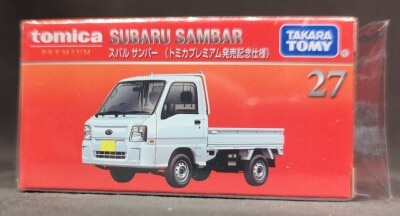 tomica
PREMIUM
SUBARU SAMBAR
スバル サンバー (トミカプレミアム発売記念仕様)
TAKARA
TOMY
27